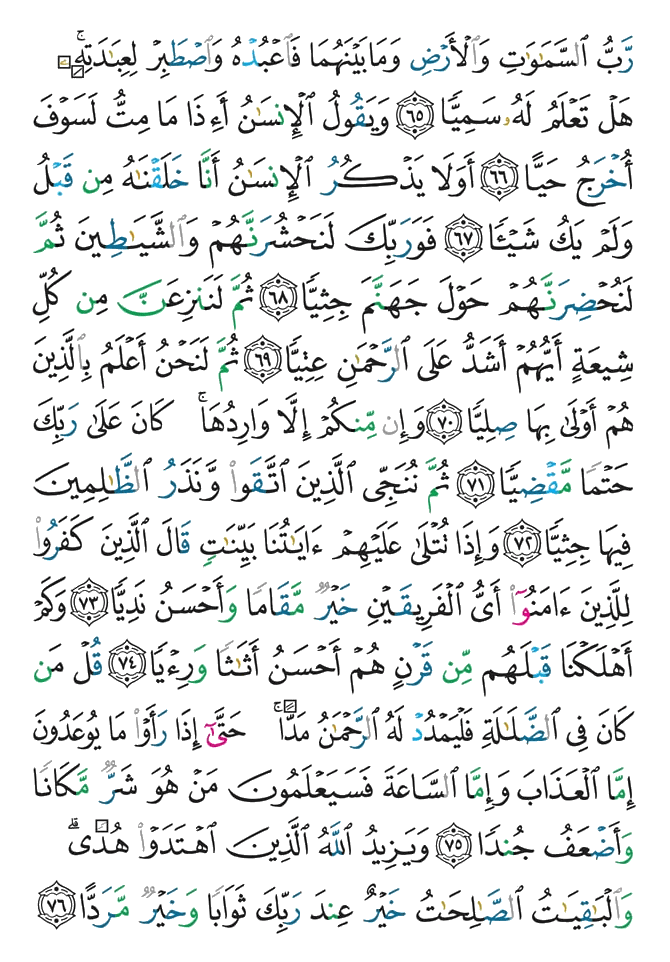 رَّبُّ ٱلسَّمَٰوَٰتِ وَٱلْأَرْضِ وَمَا بَيْنَهُمَا فَٱعْبُدْهُ وَٱصْطَبِرْ لِعِبَٰدَتِهِۦۚ
هَلْ تَعْلَمُ لَهُۥ سَمِيًّا ٦٥ وَيَقُولُ ٱلْإِنسَٰنُ أَءِذَا مَا مِتُّ لَسَوْفَ
أُخْرَجُ حَيًّا ٦٦ أَوَلَا يَذْكُرُ ٱلْإِنسَٰنُ أَنَّا خَلَقْنَٰهُ مِن قَبْلُ
وَلَمْ يَكُ شَيْـًٔا ٦٧ فَوَرَبِّكَ لَنَحْشُرَنَّهُمْ وَٱلشَّيَٰطِينَ ثُمَّ
لَنُحْضِرَنَّهُمْ حَوْلَ جَهَنَّمَ جِثِيًّا ٦٨ ثُمَّ لَنَنزِعَنَّ مِن كُلِّ
شِيعَةٍ أَيُّهُمْ أَشَدُّ عَلَى ٱلرَّحْمَٰنِ عِتِيًّا ٦٩ ثُمَّ لَنَحْنُ أَعْلَمُ بِٱلَّذِينَ
هُمْ أَوْلَىٰ بِهَا صِلِيًّا ٧٠ وَإِن مِّنكُمْ إِلَّا وَارِدُهَا ۚ كَانَ عَلَىٰ رَبِّكَ
حَتْمًا مَّقْضِيًّا ٧١ ثُمَّ نُنَجِّى ٱلَّذِينَ ٱتَّقَوا۟ وَّنَذَرُ ٱلظَّٰلِمِينَ
فِيهَا جِثِيًّا ٧٢ وَإِذَا تُتْلَىٰ عَلَيْهِمْ ءَايَٰتُنَا بَيِّنَٰتٍ قَالَ ٱلَّذِينَ كَفَرُوا۟
لِلَّذِينَ ءَامَنُوٓا۟ أَىُّ ٱلْفَرِيقَيْنِ خَيْرٌ مَّقَامًا وَأَحْسَنُ نَدِيًّا ٧٣ وَكَمْ
أَهْلَكْنَا قَبْلَهُم مِّن قَرْنٍ هُمْ أَحْسَنُ أَثَٰثًا وَرِءْيًا ٧٤ قُلْ مَن
كَانَ فِى ٱلضَّلَٰلَةِ فَلْيَمْدُدْ لَهُ ٱلرَّحْمَٰنُ مَدًّا ۚ حَتَّىٰٓ إِذَا رَأَوْا۟ مَا يُوعَدُونَ
إِمَّا ٱلْعَذَابَ وَإِمَّا ٱلسَّاعَةَ فَسَيَعْلَمُونَ مَنْ هُوَ شَرٌّ مَّكَانًا
وَأَضْعَفُ جُندًا ٧٥ وَيَزِيدُ ٱللَّهُ ٱلَّذِينَ ٱهْتَدَوْا۟ هُدًى ۗ
وَٱلْبَٰقِيَٰتُ ٱلصَّٰلِحَٰتُ خَيْرٌ عِندَ رَبِّكَ ثَوَابًا وَخَيْرٌ مَّرَدًّا ٧٦